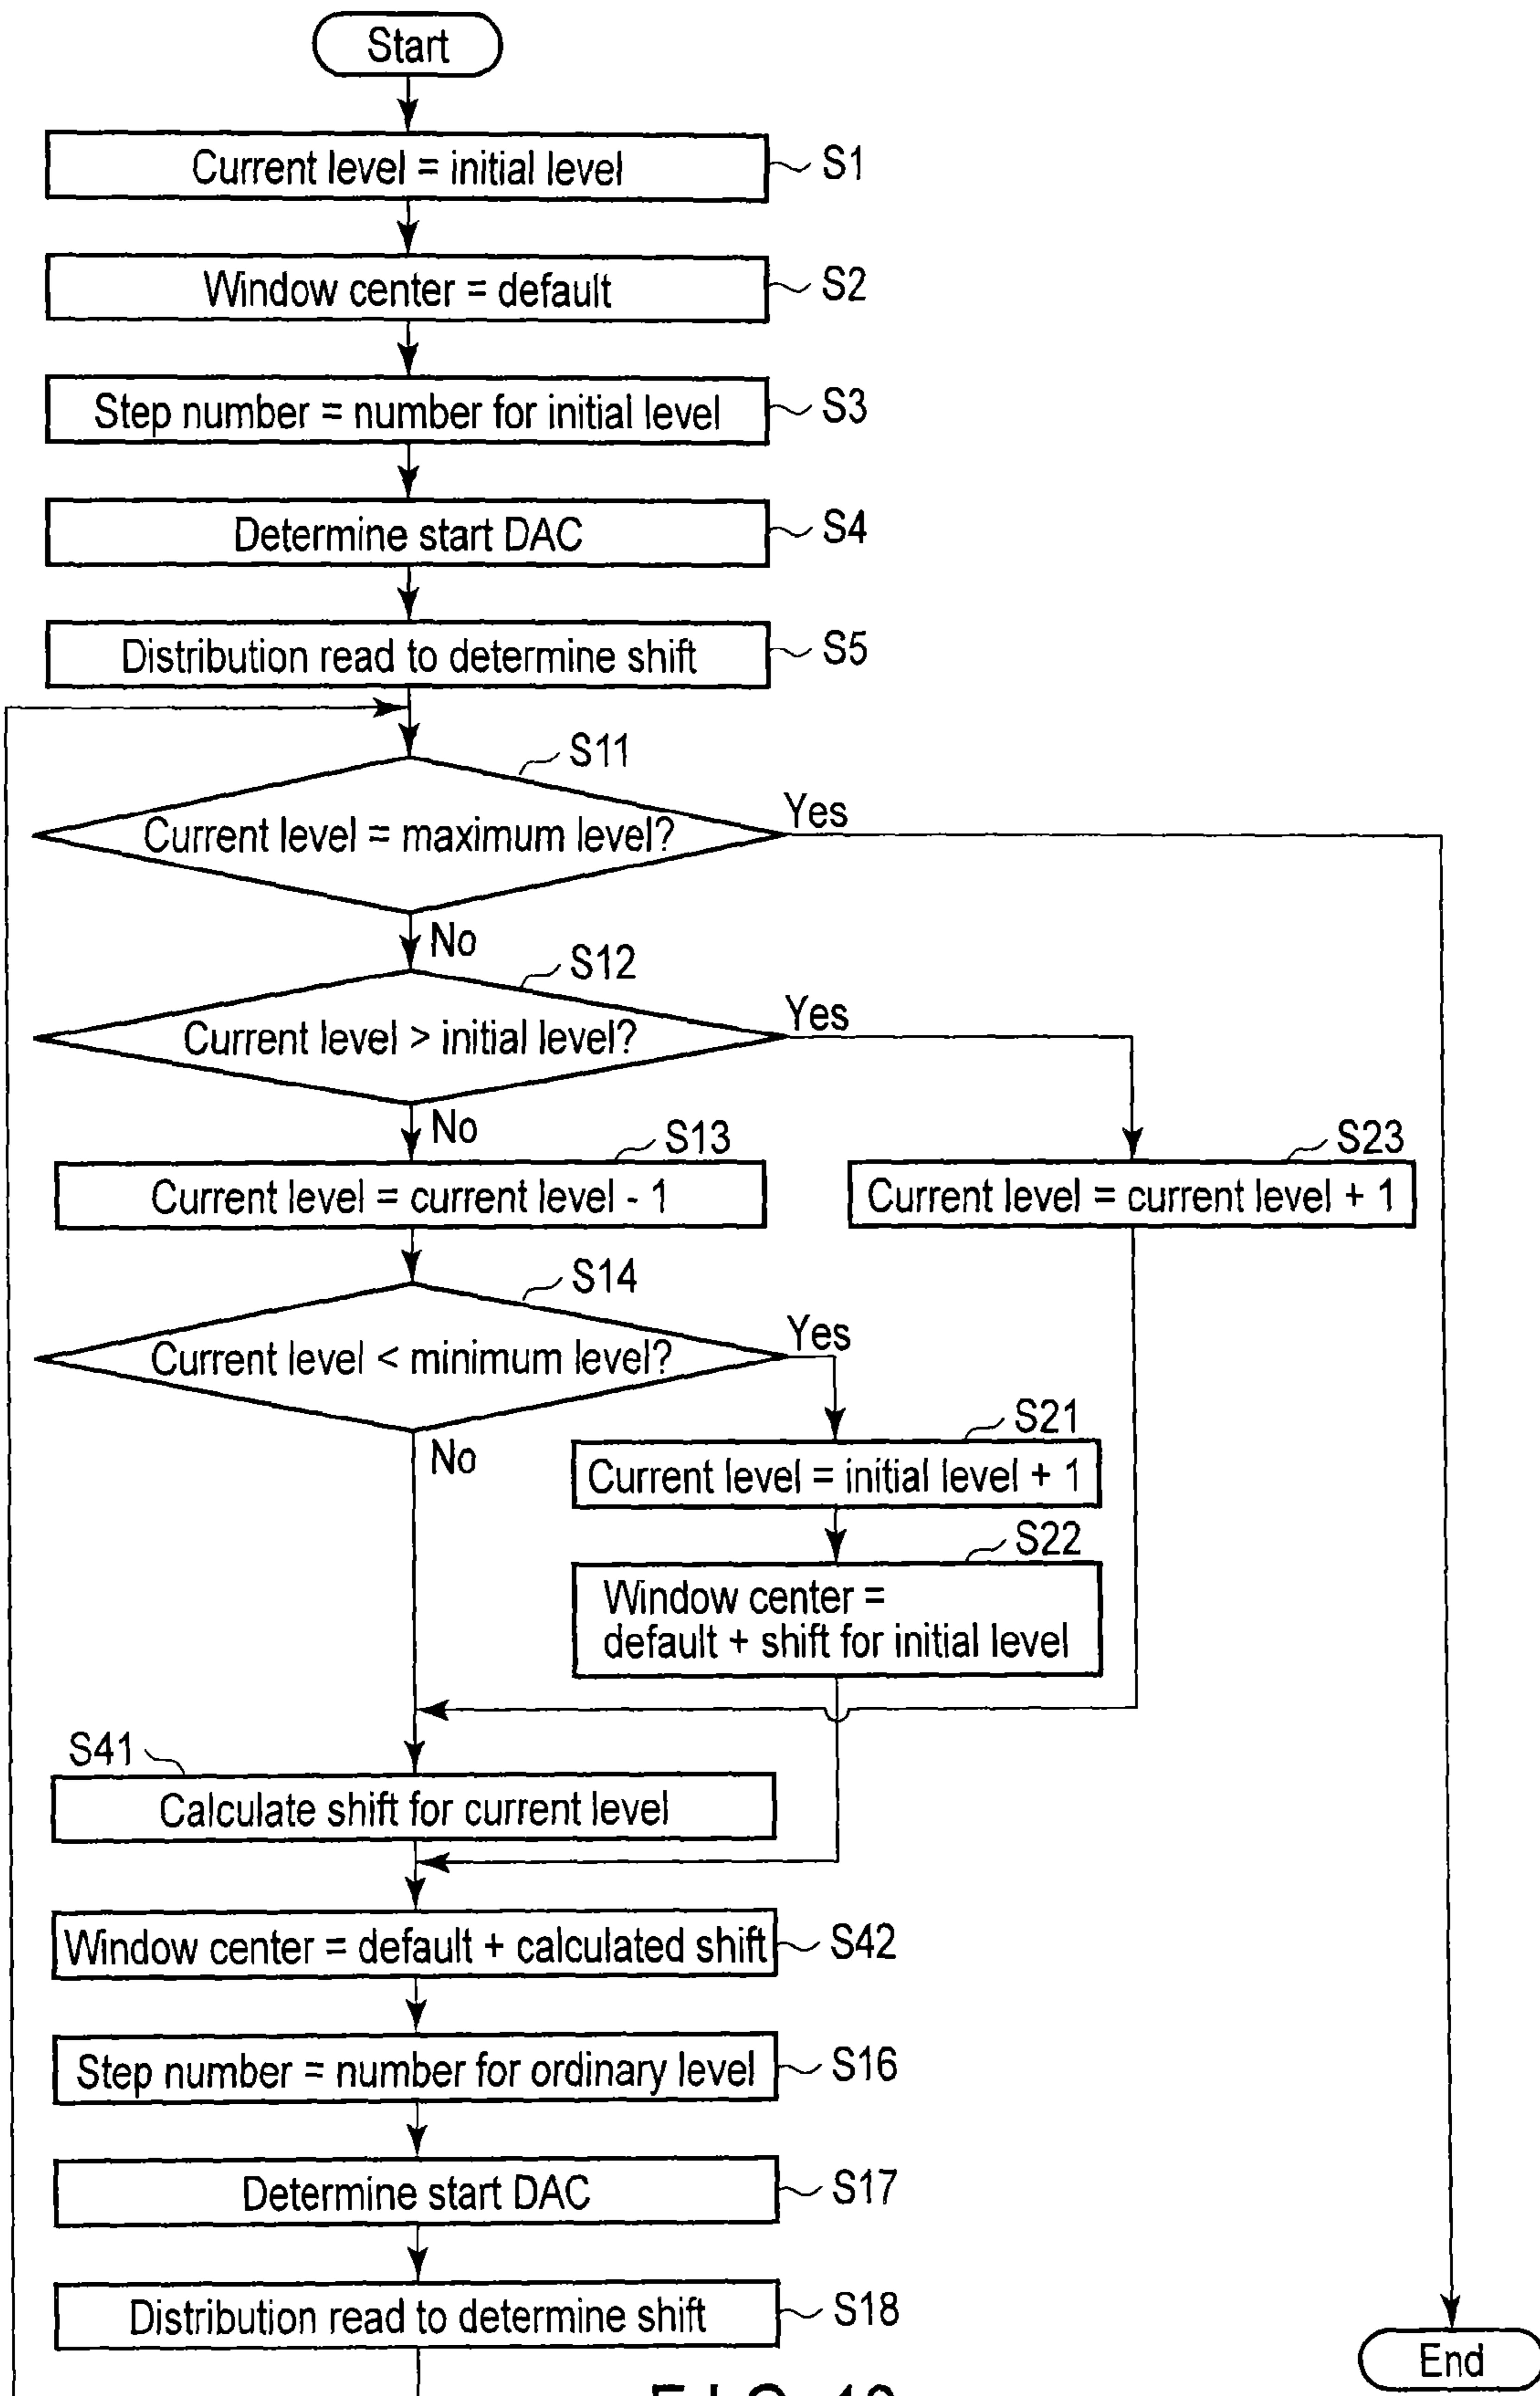 Start
Current level = initial level
S1
Window center = default
S2
Step number = number for initial level
S3
Determine start DAC
S4
Distribution read to determine shift
S5
S11
Current level = maximum level?
Yes
No
S12
Current level > initial level?
Yes
No
S13
Current level = current level - 1
S23
Current level = current level + 1
S14
Current level < minimum level?
Yes
No
S21
Current level = initial level + 1
S22
Window center =
default + shift for initial level
S41
Calculate shift for current level
Window center = default + calculated shift
S42
Step number = number for ordinary level
S16
Determine start DAC
S17
Distribution read to determine shift
S18
End